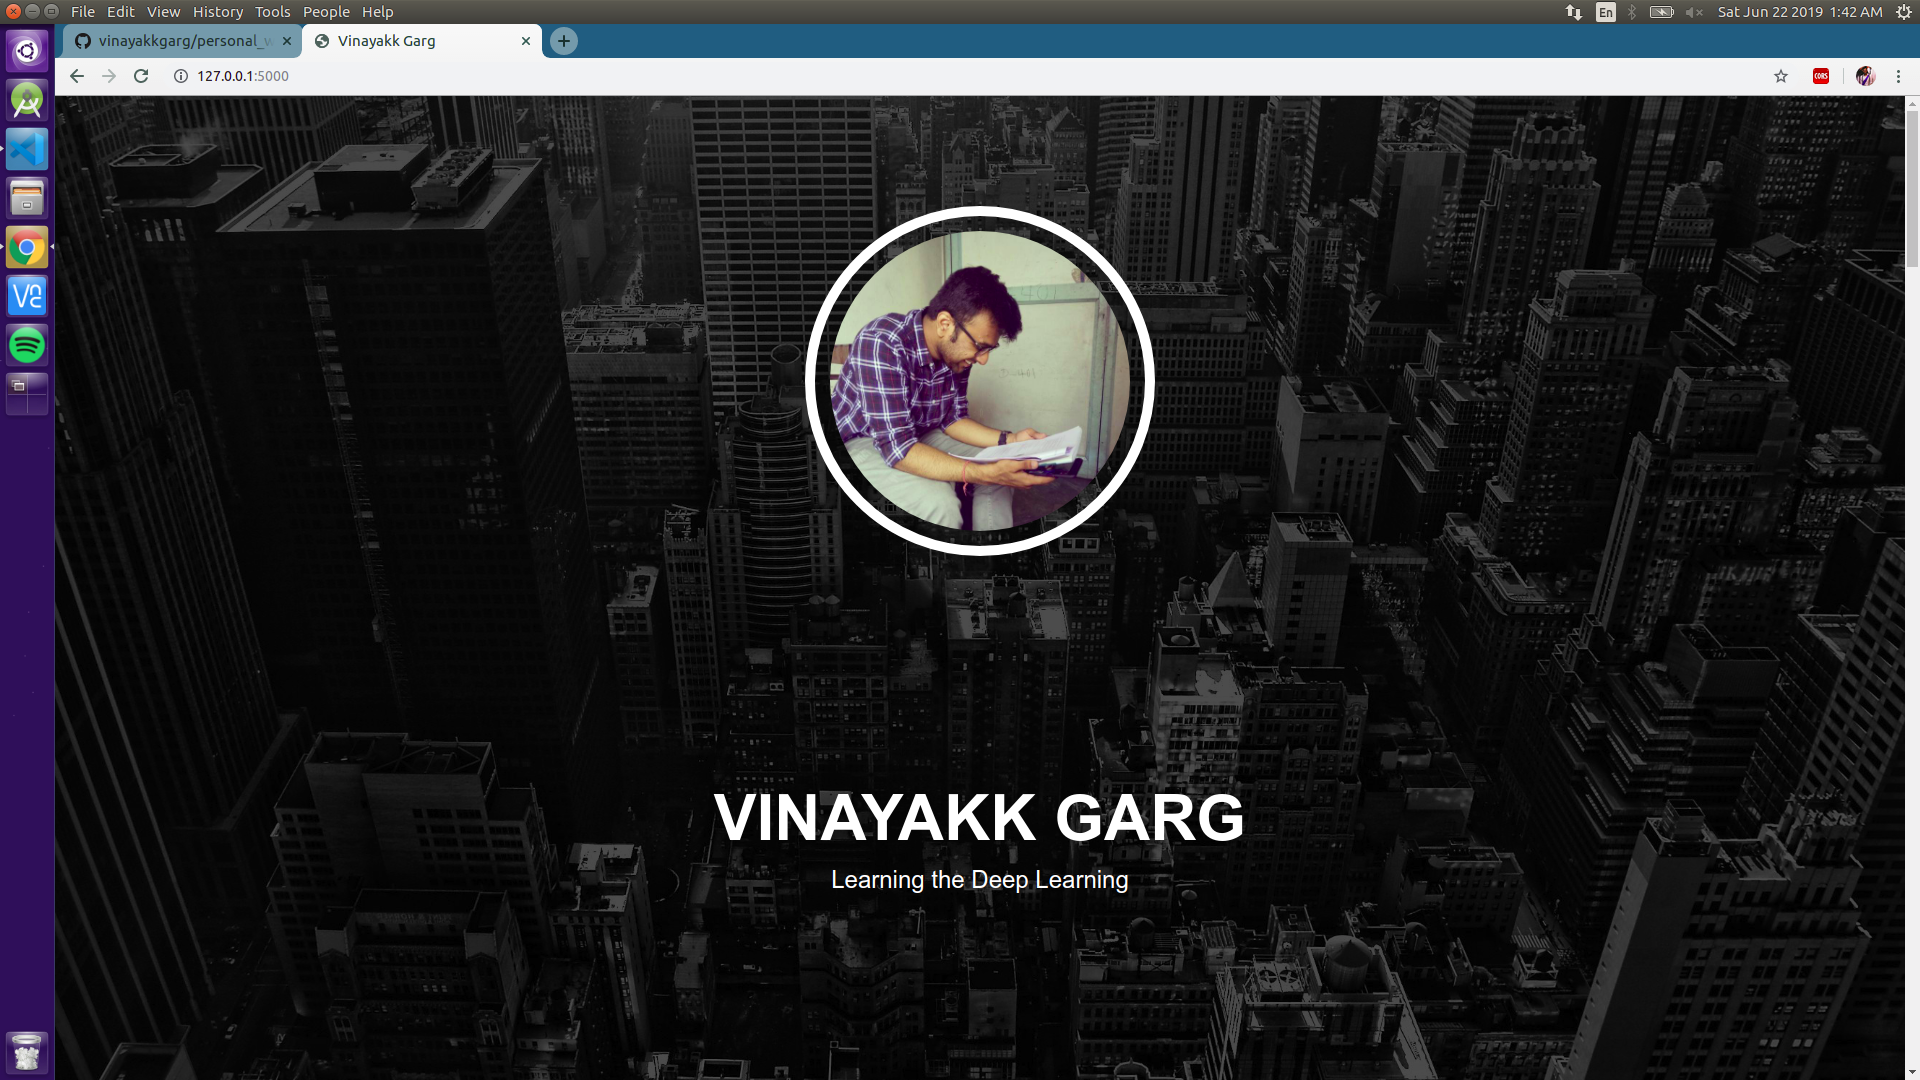 File Edit View History Tools People Help
En
Sat Jun 22 2019 1:42 AM
vinayakkgarg/personal_w
Vinayakk Garg
127.0.0.1:5000
CORS
VINAYAKK GARG
Learning the Deep Learning